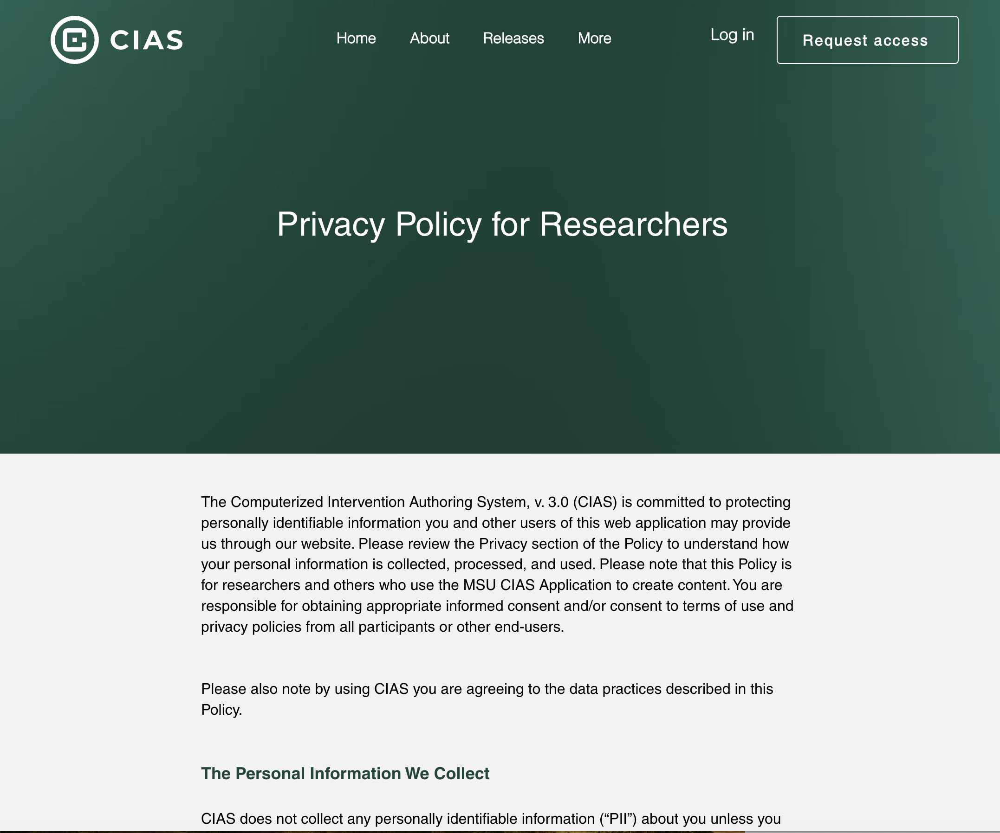 CIAS
Home About Releases More
Log in
Request access
Privacy Policy for Researchers
The Computerized Intervention Authoring System, v. 3.0 (CIAS) is committed to protecting
personally identifiable information you and other users of this web application may provide
us through our website. Please review the Privacy section of the Policy to understand how
your personal information is collected, processed, and used. Please note that this Policy is
for researchers and others who use the MSU CIAS Application to create content. You are
responsible for obtaining appropriate informed consent and/or consent to terms of use and
privacy policies from all participants or other end-users.
Please also note by using CIAS you are agreeing to the data practices described in this
Policy.
The Personal Information We Collect
CIAS does not collect any personally identifiable information (“PII”) about you unless you